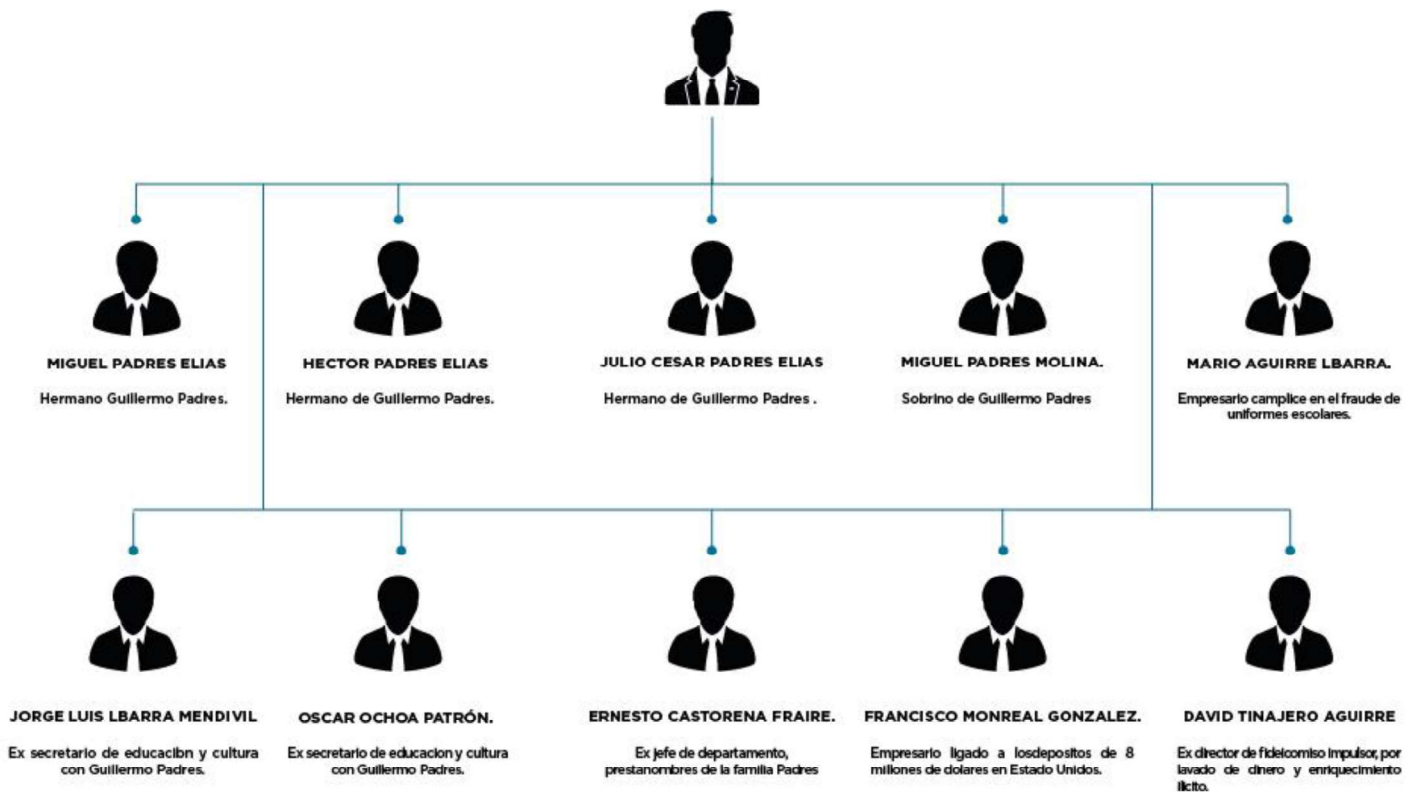 MIGUEL PADRES ELIAS
Hermano Guillermo Padres.
HECTOR PADRES ELIAS
Hermano de Guillermo Padres.
JULIO CESAR PADRES ELIAS
Hermano de Guillermo Padres .
MIGUEL PADRES MOLINA.
Sobrino de Guillermo Padres
MARIO AGUIRRE LBARRA.
Empresario camplice en el fraude de
uniformes escolares.
JORGE LUIS LBARRA MENDIVIL
Ex secretario de educacibn y cultura
con Guillermo Padres.
OSCAR OCHOA PATRÓN.
Ex secretario de educacion y cultura
con Guillermo Padres.
ERNESTO CASTORENA FRAIRE.
Ex jefe de departamento,
prestanombres de la familia Padres
FRANCISCO MONREAL GONZALEZ.
Empresario ligado a losdepositos de 8
millones de dolares en Estado Unidos.
DAVID TINAJERO AGUIRRE
Ex director de fideicomiso impulsor, por
lavado de dinero y enriquecimiento
ilicito.